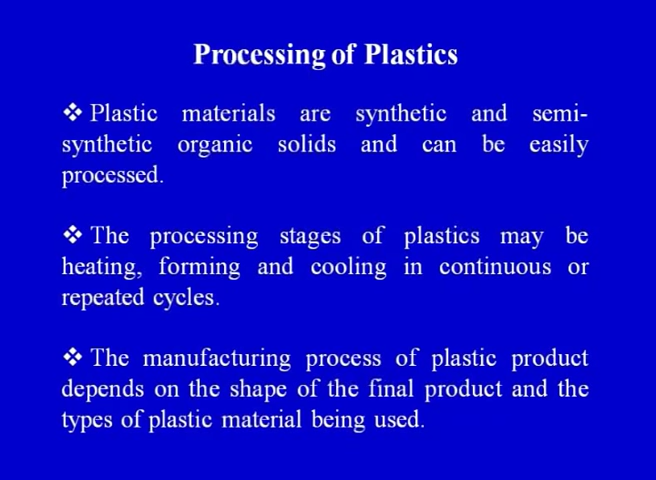 Processing of Plastics
❖ Plastic materials are synthetic and semi-
synthetic organic solids and can be easily
processed.
❖ The processing stages of plastics may be
heating, forming and cooling in continuous or
repeated cycles.
❖ The manufacturing process of plastic product
depends on the shape of the final product and the
types of plastic material being used.